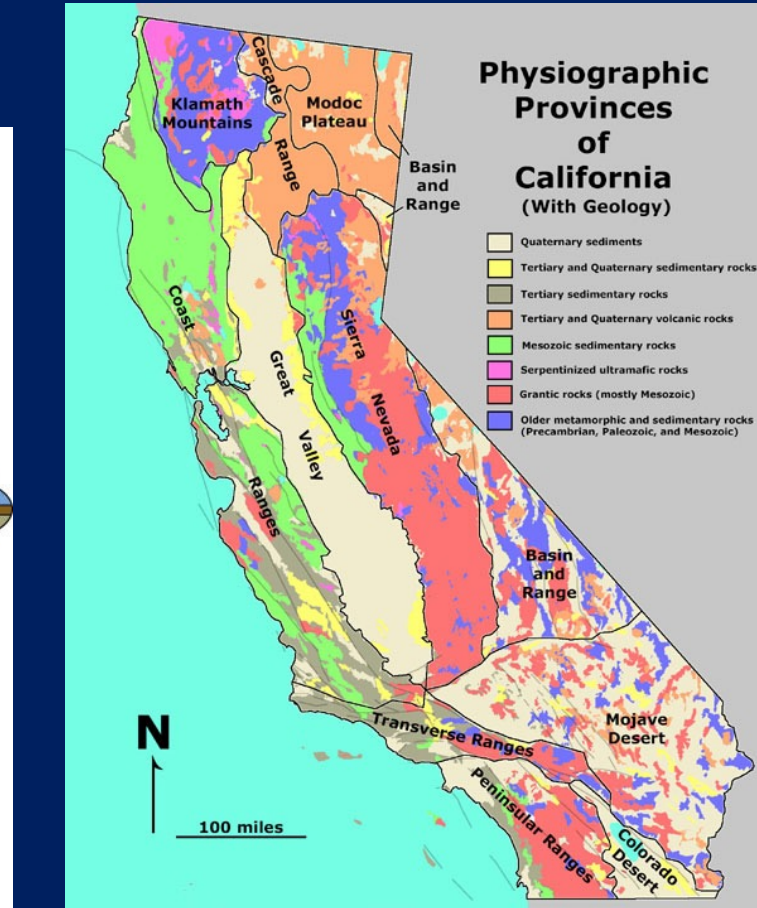 Physiographic
Provinces
of
California
(With Geology)
Quaternary sediments
Tertiary and Quaternary sedimentary rocks
Tertiary sedimentary rocks
Tertiary and Quaternary volcanic rocks
Mesozoic sedimentary rocks
Serpentinized ultramafic rocks
Grantic rocks (mostly Mesozoic)
Older metamorphic and sedimentary rocks
(Precambrian, Paleozoic, and Mesozoic)
Klamath
Mountains
Cascade
Range
Modoc
Plateau
Basin
and
Range
Coast
Ranges
Great
Valley
Sierra
Nevada
Basin
and
Range
Mojave
Desert
Transverse Ranges
Peninsular Ranges
Colorado
Desert
N
100 miles